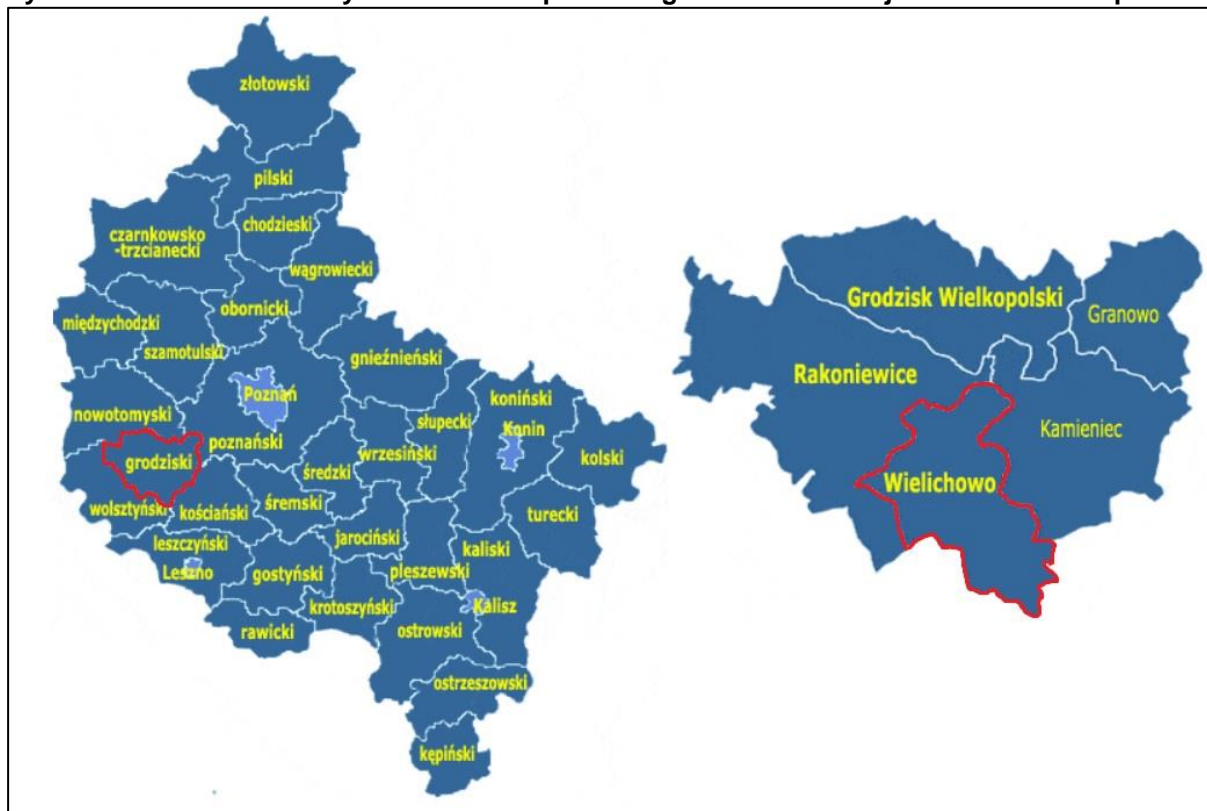 złotowski
pilski
chodzieski
czarnkowsko
-trzcianecki
wągrowiecki
obornicki
międzychodzki
szamotulski
gnieźnieński
Poznań
koniński
nowotomyski
słupecki
Konin
poznański
wrzesiński
kolski
grodziski
średzki
wolsztyński
kościański
śremski
turecki
jarociński
leszczyński
kaliski
Leszno
gostyński
pleszewski
krotoszyński
Kalisz
rawicki
ostrowski
ostrzeszowski
kępiński
Grodzisk Wielkopolski
Granowo
Rakoniewice
Kamieniec
Wielichowo